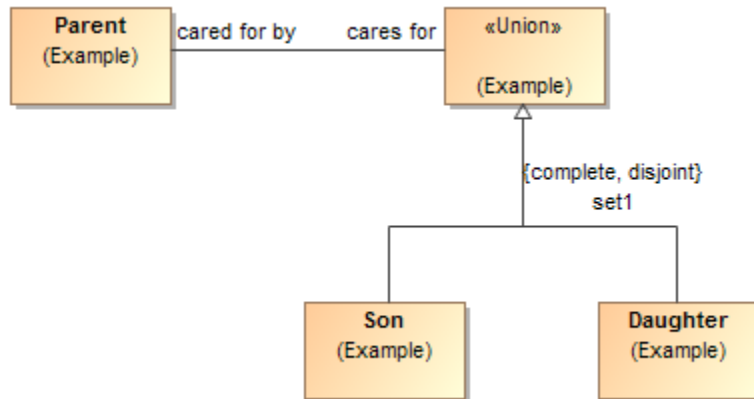 Parent
(Example)
cared for by
cares for
«Union»
(Example)
{complete, disjoint}
set1
Son
(Example)
Daughter
(Example)